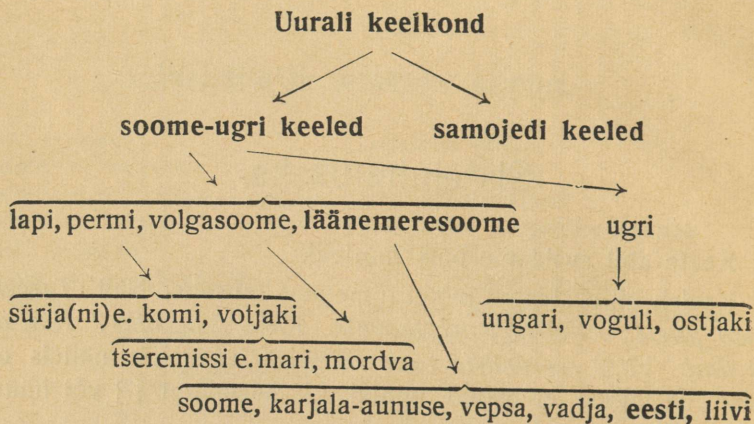 Uurali keelkond
soome-ugri keeled samojedi keeled
lapi, permi, volgasoome, läänemeresoome ugri
sürja(ni) e. komi, votjaki ungari, voguli, ostjaki
tšeremissi e. mari, mordva
soome, karjala-aunuse, vepsa, vadja, eesti, liivi